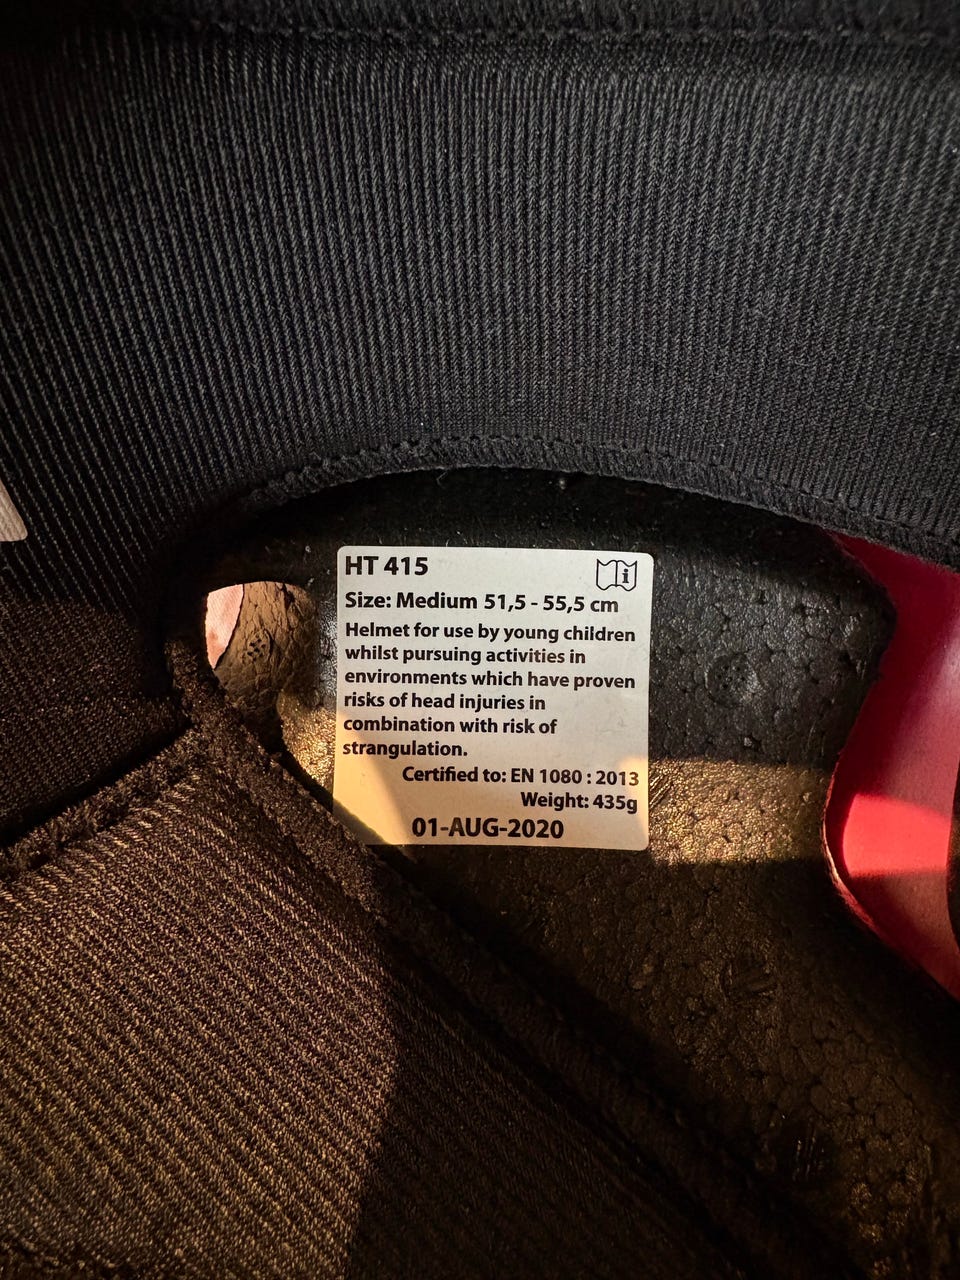 HT 415
Size: Medium 51,5 - 55,5 cm
Helmet for use by young children
whilst pursuing activities in
environments which have proven
risks of head injuries in
combination with risk of
strangulation.
Certified to: EN 1080 : 2013
Weight: 435g
01-AUG-2020